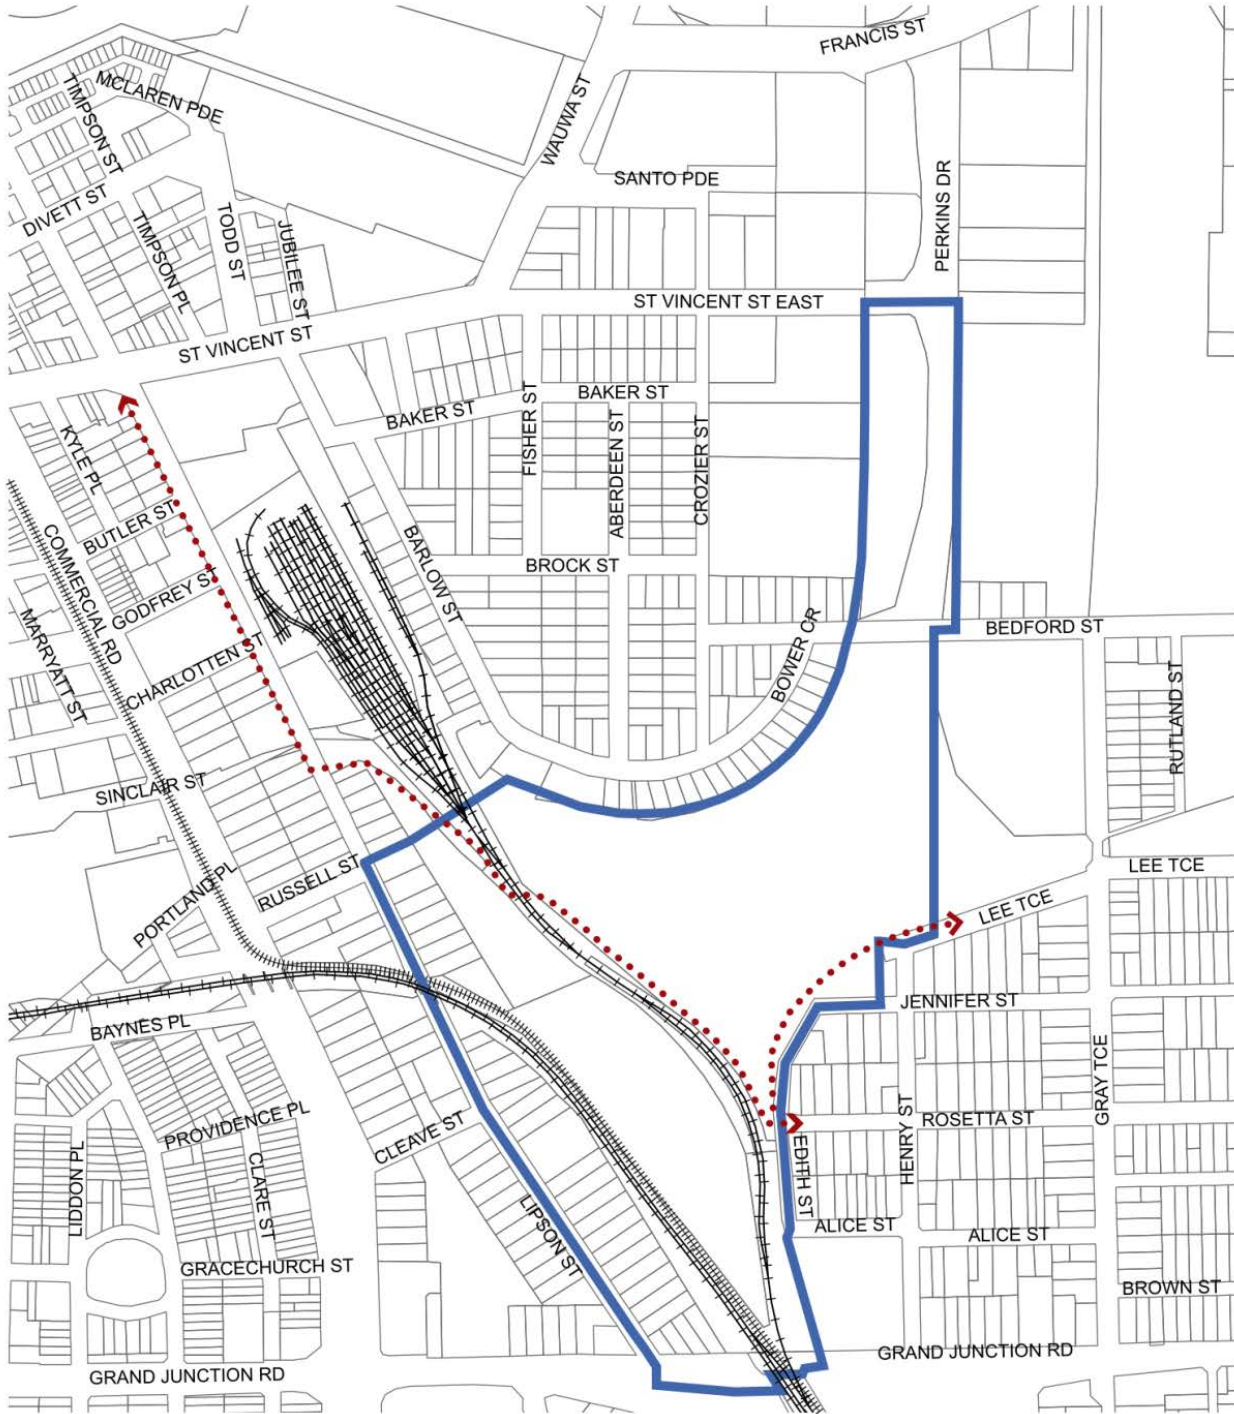 FRANCIS ST
MCLAREN PDE
TIMPSON ST
WAUWA ST
SANTO PDE
DIVETT ST
TIMPSON PL
TODD ST
JUBILEE ST
PERKINS DR
ST VINCENT ST EAST
ST VINCENT ST
BAKER ST
BAKER ST
FISHER ST
ABERDEEN ST
CROZIER ST
KYLE PL
BUTLER ST
COMMERCIAL RD
BARLOW ST
BROCK ST
GODFREY ST
MARRYATT ST
CHARLOTTEN ST
BOWER CR
BEDFORD ST
RUTLAND ST
SINCLAIR ST
RUSSELL ST
PORTLAND PL
LEE TCE
LEE TCE
JENNIFER ST
BAYNES PL
GRAY TCE
PROVIDENCE PL
CLEAVE ST
ROSETTA ST
HENRY ST
EDITH ST
LIDDON PL
CLARE ST
LIPSON ST
ALICE ST
ALICE ST
GRACECHURCH ST
BROWN ST
GRAND JUNCTION RD
GRAND JUNCTION RD